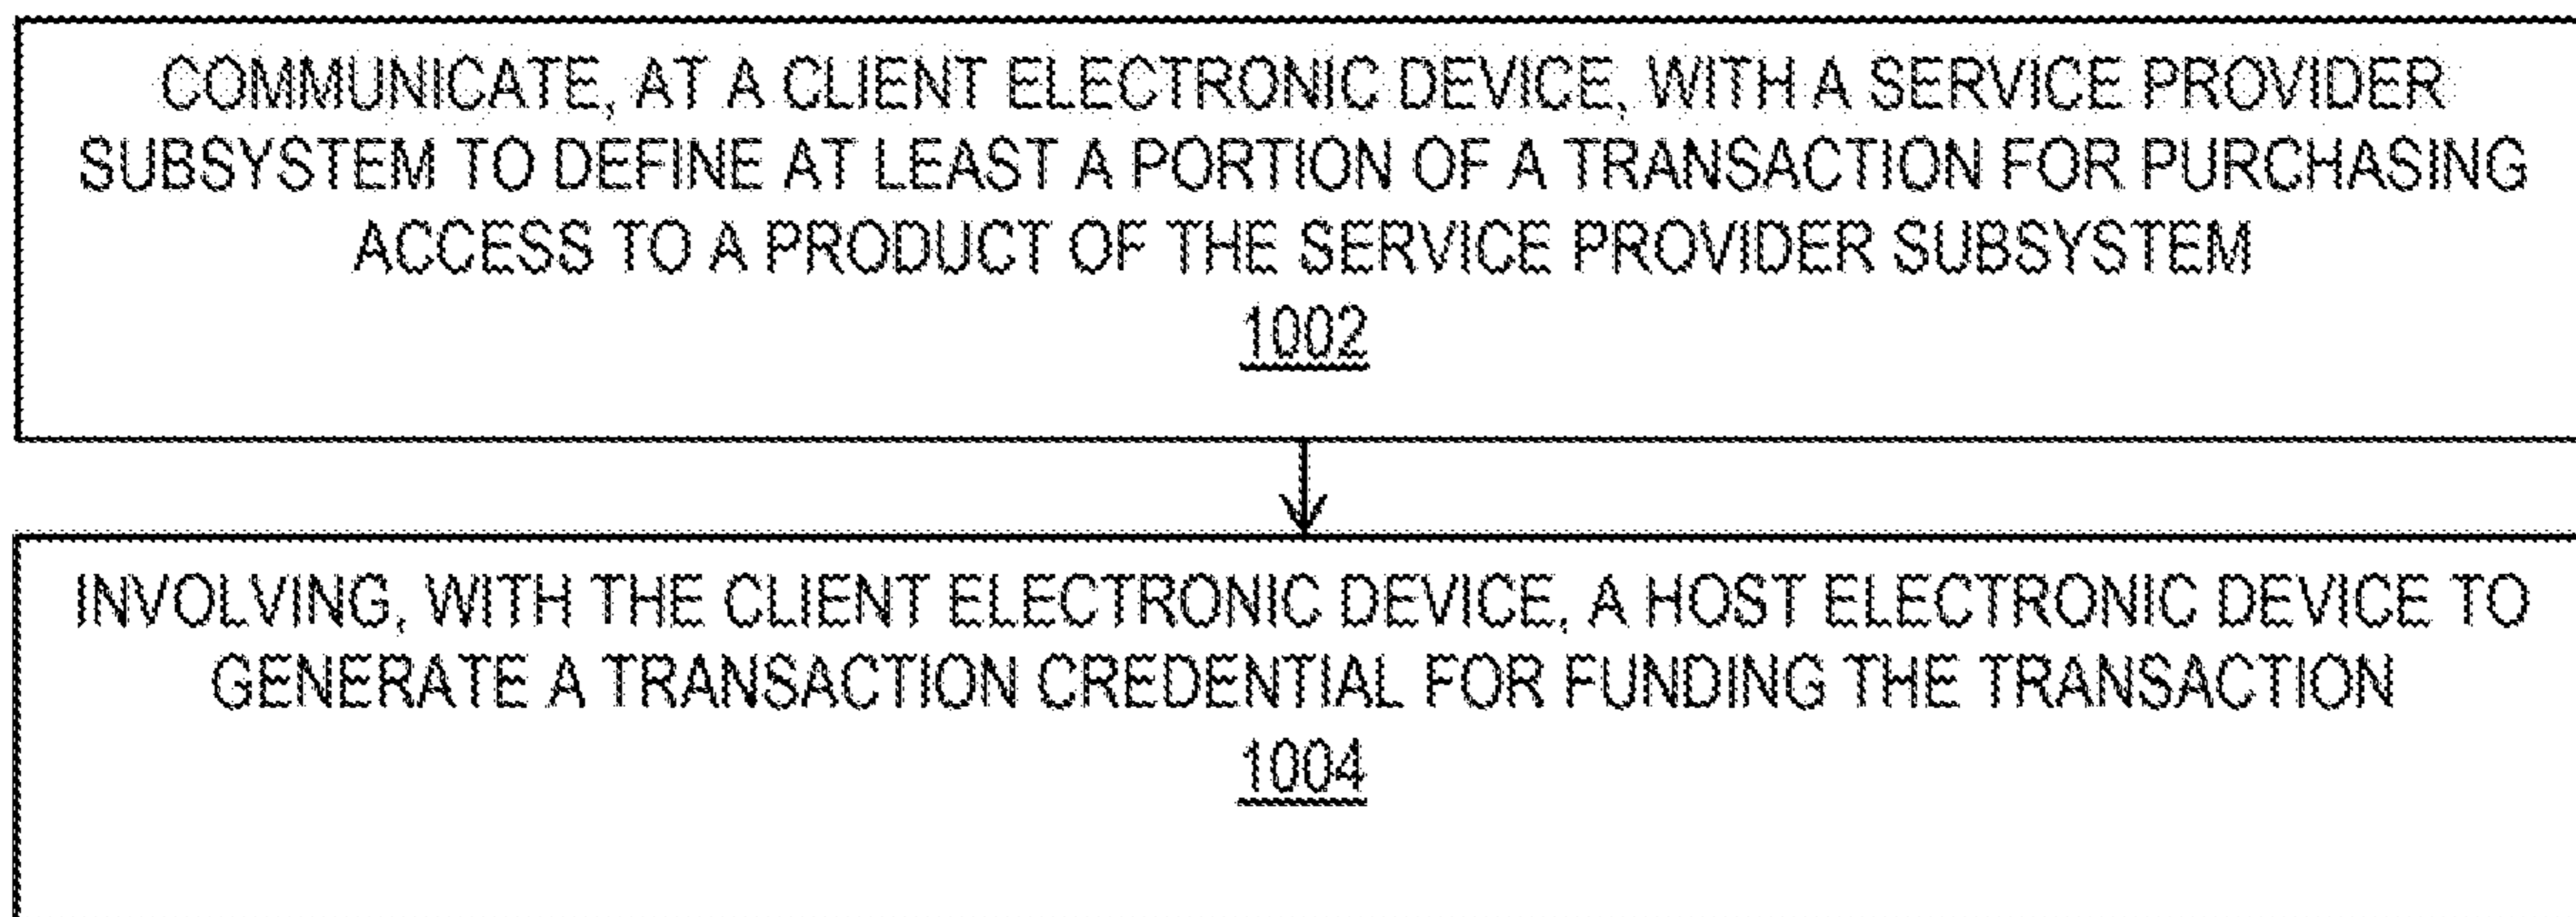 COMMUNICATE, AT A CLIENT ELECTRONIC DEVICE, WITH A SERVICE PROVIDER
SUBSYSTEM TO DEFINE AT LEAST A PORTION OF A TRANSACTION FOR PURCHASING
ACCESS TO A PRODUCT OF THE SERVICE PROVIDER SUBSYSTEM
1002
INVOLVING, WITH THE CLIENT ELECTRONIC DEVICE, A HOST ELECTRONIC DEVICE TO
GENERATE A TRANSACTION CREDENTIAL FOR FUNDING THE TRANSACTION
1004